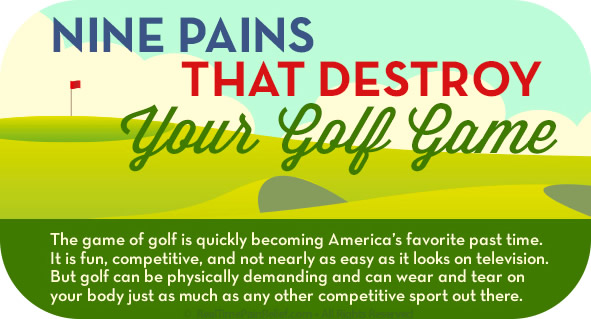 NINE PAINS
THAT DESTROY
Your Golf Game
The game of golf is quickly becoming America's favorite past time.
It is fun, competitive, and not nearly as easy as it looks on television.
But golf can be physically demanding and can wear and tear on
your body just as much as any other competitive sport out there.